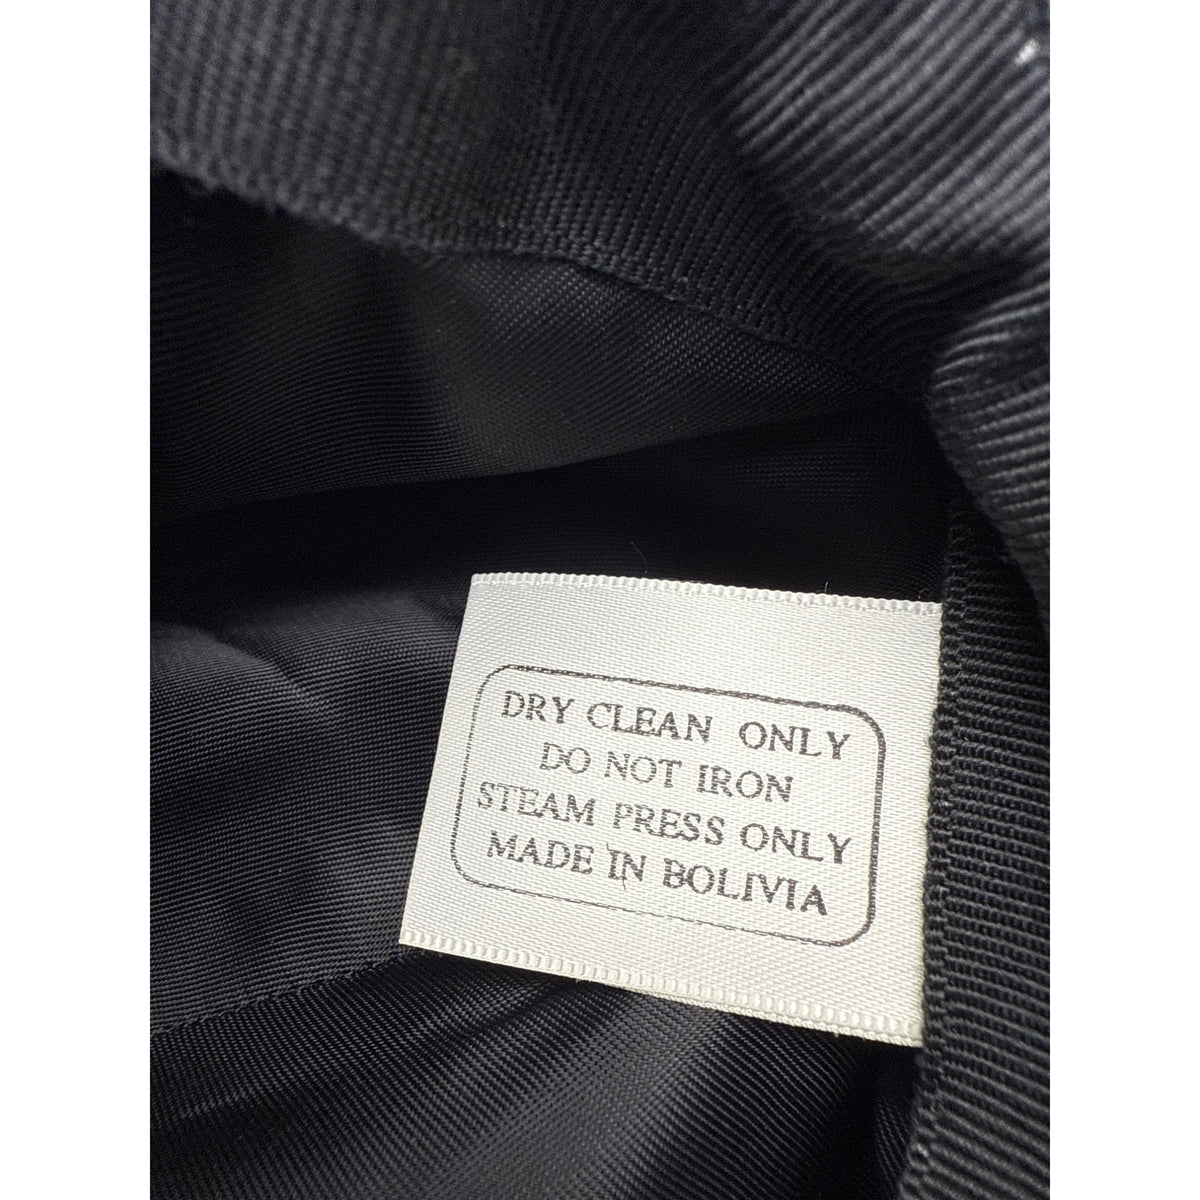 DRY CLEAN ONLY
DO NOT IRON
STEAM PRESS ONLY
MADE IN BOLIVIA